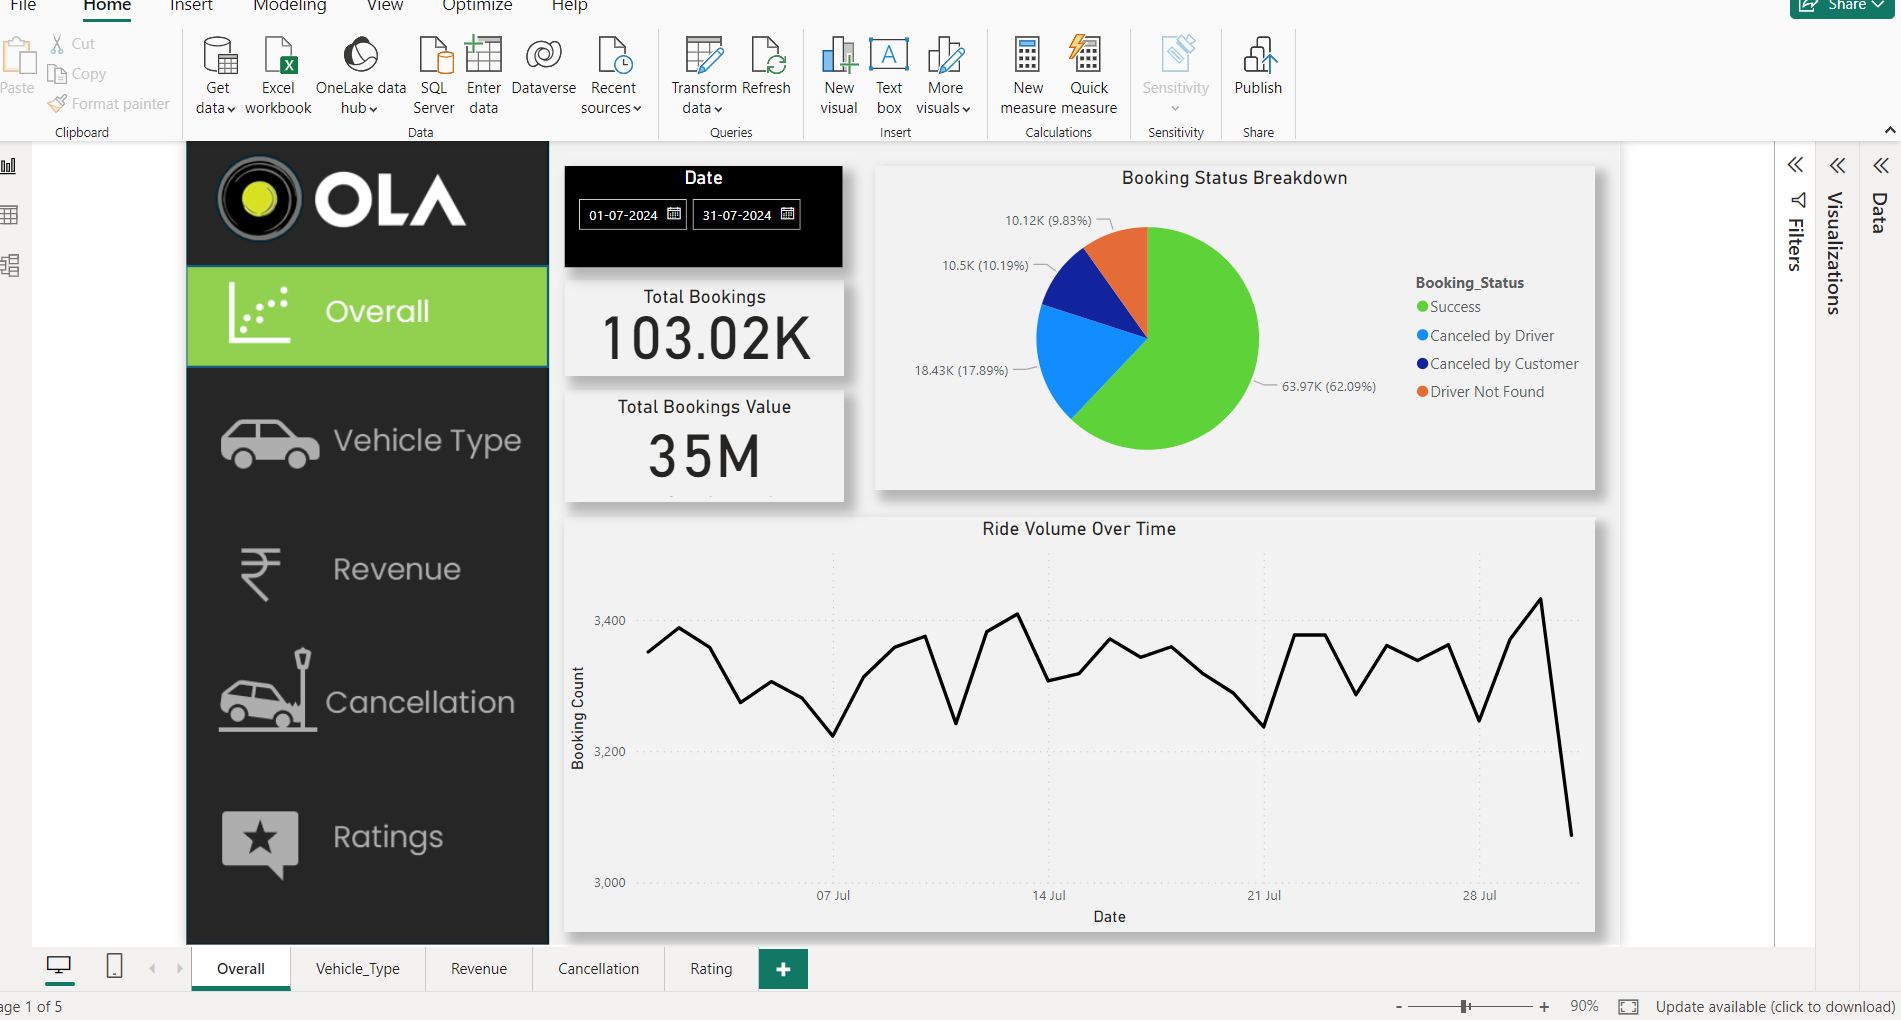 File Home Insert Modeling View Optimize Help Share
Paste
Cut
Copy
Format painter
Clipboard
Get data
Excel workbook
OneLake data hub
SQL Server
Enter data
Dataverse
Recent sources
Data
Transform data
Refresh
Queries
New visual
Text box
More visuals
Insert
New measure
Quick measure
Calculations
Sensitivity
Sensitivity
Publish
Share
OLA
Overall
Vehicle Type
Revenue
Cancellation
Ratings
Date
01-07-2024 31-07-2024
Total Bookings
103.02K
Total Bookings Value
35M
Booking Status Breakdown
10.12K (9.83%)
10.5K (10.19%)
18.43K (17.89%)
63.97K (62.09%)
Booking_Status
Success
Canceled by Driver
Canceled by Customer
Driver Not Found
Ride Volume Over Time
Booking Count
3,400
3,200
3,000
07 Jul 14 Jul 21 Jul 28 Jul
Date
Filters
Visualizations
Data
Overall Vehicle_Type Revenue Cancellation Rating +
age 1 of 5
- + 90% Update available (click to download)